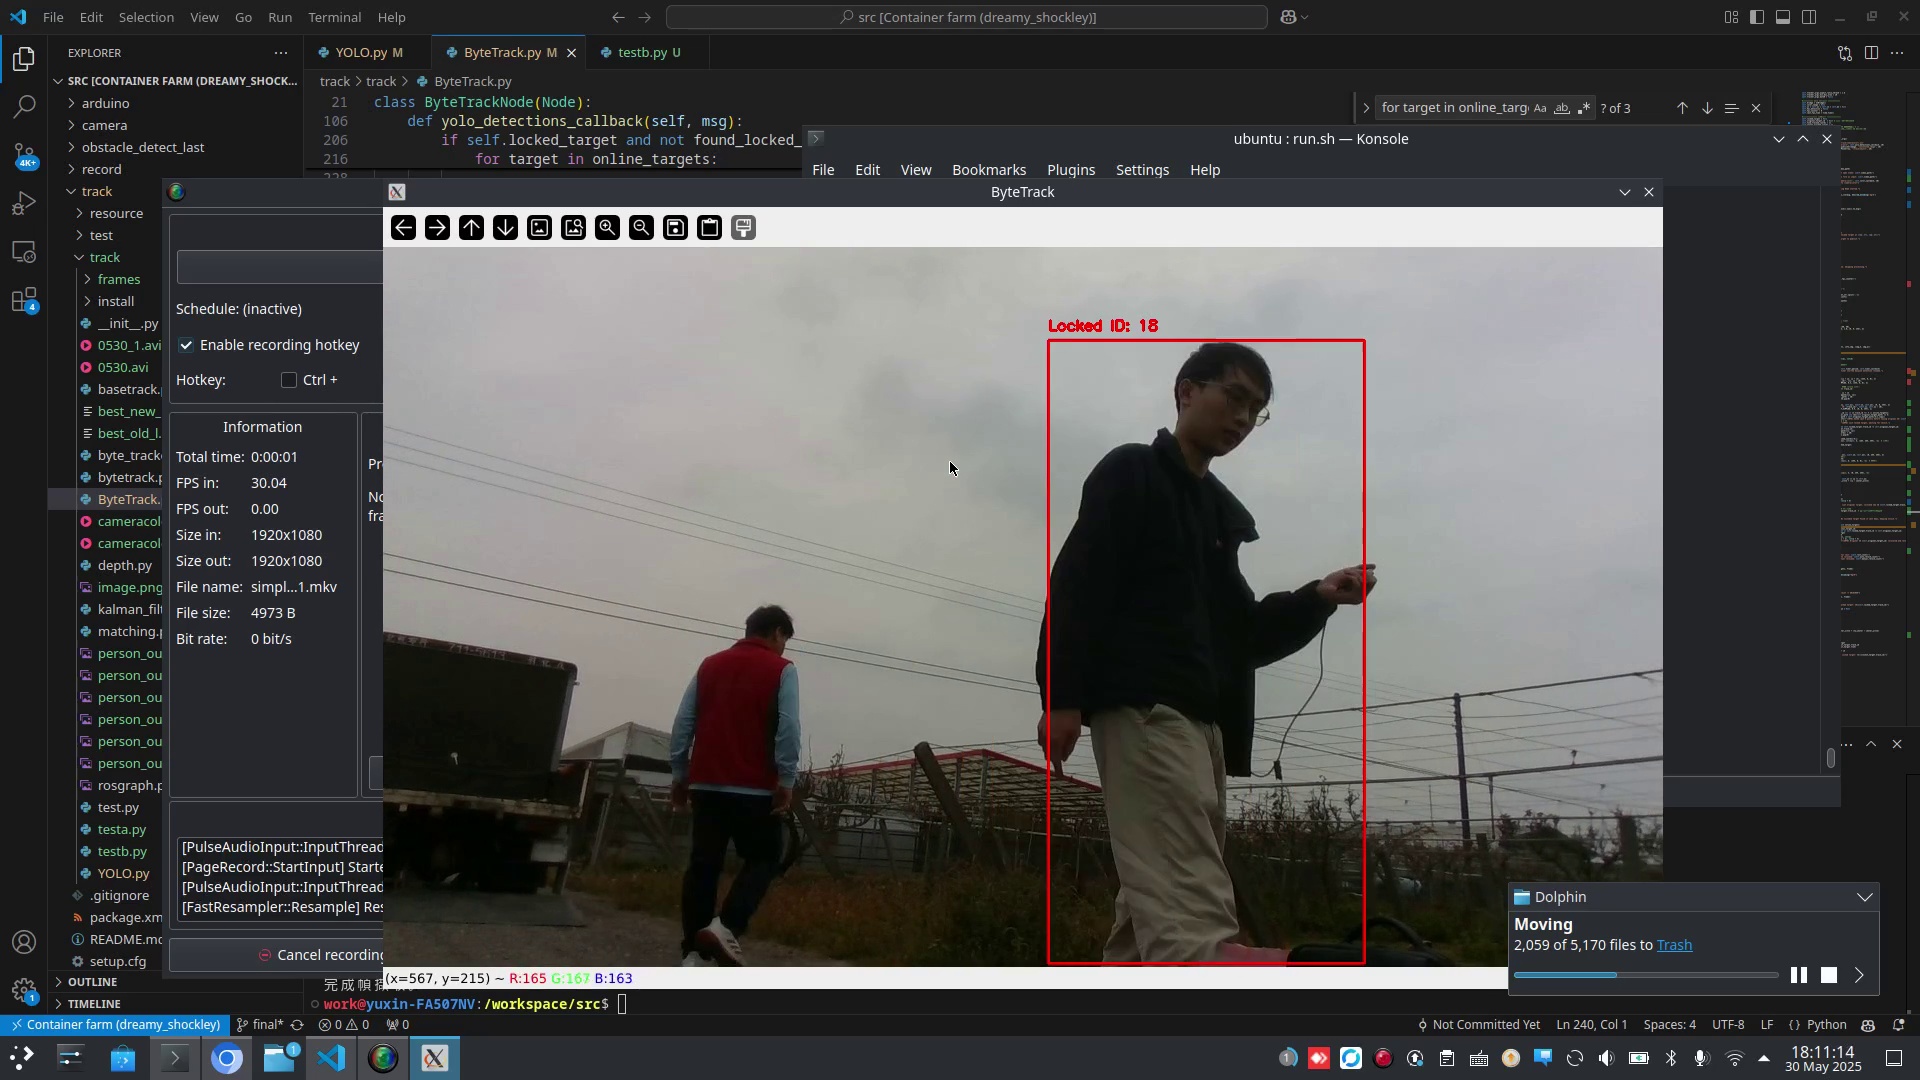 File Edit Selection View Go Run Terminal Help
src [Container farm (dreamy_shockley)]
EXPLORER
SRC [CONTAINER FARM (DREAMY_SHOCK...
arduino
camera
obstacle_detect_last
record
track
resource
test
track
frames
install
__init__.py
0530_1.avi
0530.avi
basetrack.
best_new_
best_old_l.
byte_track
bytetrack.p
ByteTrack.
cameracol
cameracol
depth.py
image.png
kalman_filt
matching.p
person_ou
person_ou
person_ou
person_ou
person_ou
person_ou
rosgraph.p
test.py
testa.py
testb.py
YOLO.py
.gitignore
package.xm
README.md
setup.cfg
OUTLINE
TIMELINE
4K+
4
1
YOLO.py M
ByteTrack.py M
testb.py U
track > track > ByteTrack.py
21 class ByteTrackNode(Node):
106 def yolo_detections_callback(self, msg):
206 if self.locked_target and not found_locked_
216 for target in online_targets:
for target in online_targ Aa ab .* ? of 3
ubuntu : run.sh — Konsole
File Edit View Bookmarks Plugins Settings Help
ByteTrack
Schedule: (inactive)
Enable recording hotkey
Hotkey: Ctrl +
Information
Total time: 0:00:01
FPS in: 30.04
FPS out: 0.00
Size in: 1920x1080
Size out: 1920x1080
File name: simpl...1.mkv
File size: 4973 B
Bit rate: 0 bit/s
Pr
No
fra
[PulseAudioInput::InputThread
[PageRecord::StartInput] Starte
[PulseAudioInput::InputThread
[FastResampler::Resample] Res
Cancel recording
Locked ID: 18
(x=567, y=215) ~ R:165 G:167 B:163
work@yuxin-FA507NV:/workspace/src$
Dolphin
Moving
2,059 of 5,170 files to Trash
Container farm (dreamy_shockley) final* 0 0 0
Not Committed Yet Ln 240, Col 1 Spaces: 4 UTF-8 LF {} Python
1
1
18:11:14
30 May 2025